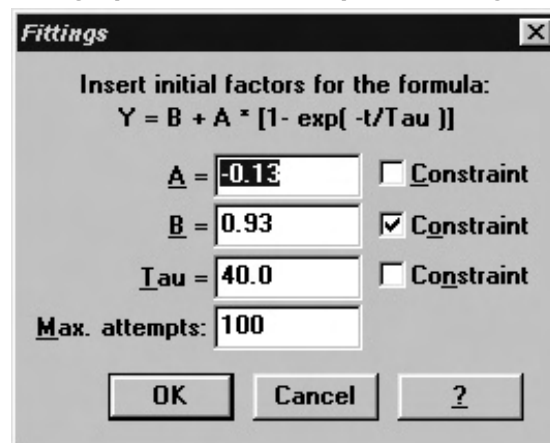 Fittings
Insert initial factors for the formula:
Y = B + A * [1- exp( -t/Tau )]
A = -0.13 Constraint
B = 0.93 Constraint
Tau = 40.0 Constraint
Max. attempts: 100
OK Cancel ?